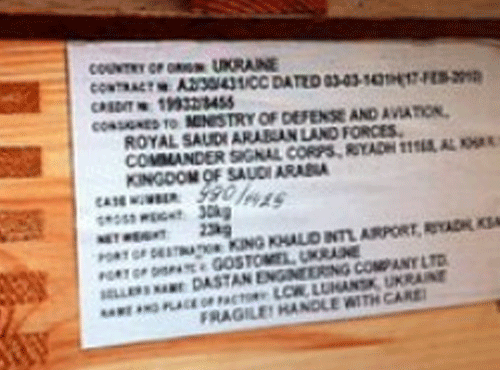 COUNTRY OF ORIGIN: UKRAINE
CONTRACT №: A2/30/431/CC DATED 03-03-1431H(17-FEB-2010)
CREDIT №: 19932/8455
CONSIGNED TO: MINISTRY OF DEFENSE AND AVIATION,
ROYAL SAUDI ARABIAN LAND FORCES,
COMMANDER SIGNAL CORPS., RIYADH 11158, AL
KINGDOM OF SAUDI ARABIA
CASE NUMBER: 590/1425
GROSS WEIGHT: 30kg
NET WEIGHT: 23kg
PORT OF DESTINATION: KING KHALID INT'L AIRPORT, RIYADH, KSA
PORT OF DISPATCH: GOSTOMEL, UKRAINE
SELLERS NAME: DASTAN ENGINEERING COMPANY LTD.
NAME AND PLACE OF FACTORY: LCW, LUHANSK, UKRAINE
FRAGILE! HANDLE WITH CARE!